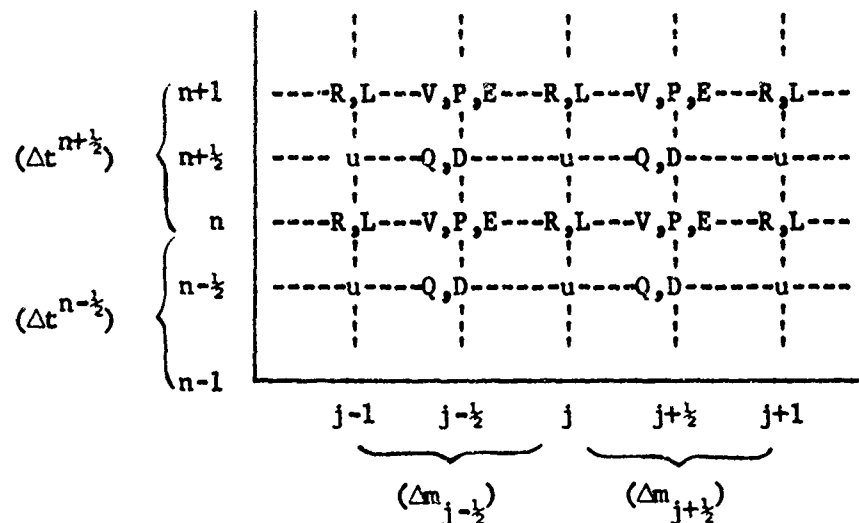 n+1 ----R,L---V,P,E---R,L---V,P,E---R,L---
(Δt^{n+½}) n+½ ---- u----Q,D------u----Q,D------u----
n ----R,L---V,P,E---R,L---V,P,E---R,L---
n-½ -----u----Q,D------u----Q,D------u----
(Δt^{n-½})
n-1
j-1 j-½ j j+½ j+1
(Δm_{j-½}) (Δm_{j+½})